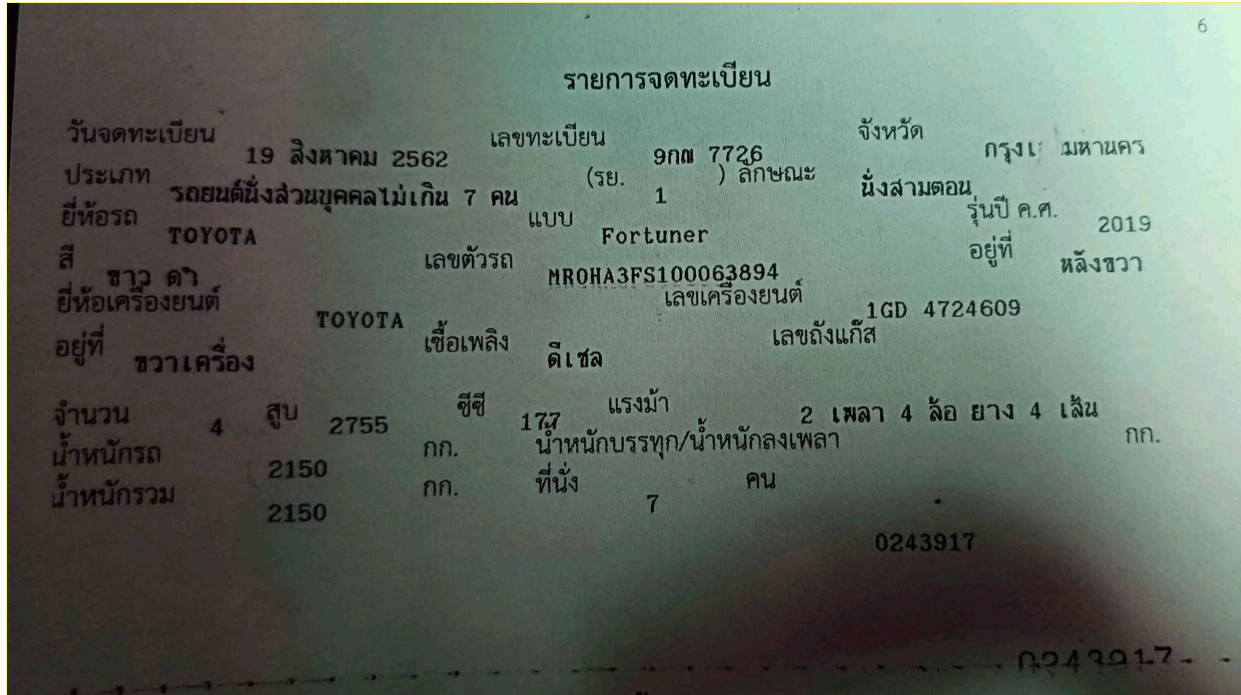 6
รายการจดทะเบียน
วันจดทะเบียน 19 สิงหาคม 2562 เลขทะเบียน 9กณ 7726 จังหวัด
ประเภท รถยนต์นั่งส่วนบุคคลไม่เกิน 7 คน (รย. 1 ) ลักษณะ นั่งสามตอน
ยี่ห้อรถ TOYOTA แบบ Fortuner รุ่นปี ค.ศ. 2019
สี ขาว ดำ เลขตัวรถ MR0HA3FS100063894 อยู่ที่ หลังขวา
ยี่ห้อเครื่องยนต์ TOYOTA เลขเครื่องยนต์ 1GD 4724609
อยู่ที่ ขวาเครื่อง เชื้อเพลิง ดีเซล เลขถังแก๊ส
จำนวน 4 สูบ 2755 ซีซี 177 แรงม้า 2 เพลา 4 ล้อ ยาง 4 เส้น
น้ำหนักรถ 2150 กก. น้ำหนักบรรทุก/น้ำหนักลงเพลา กก.
น้ำหนักรวม 2150 กก. ที่นั่ง 7 คน
0243917
0243917